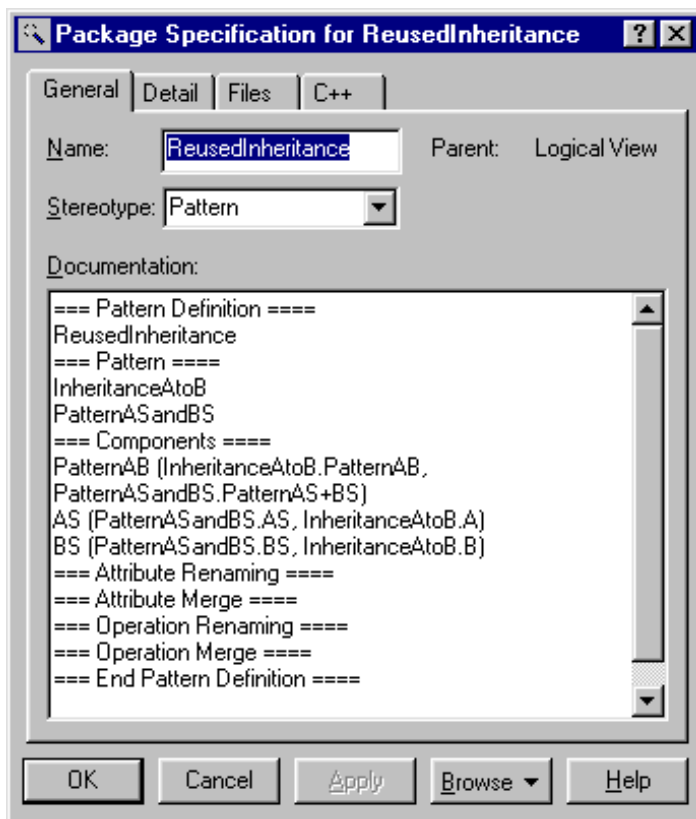 Package Specification for ReusedInheritance
General Detail Files C++
Name: ReusedInheritance Parent: Logical View
Stereotype: Pattern
Documentation:
=== Pattern Definition ====
ReusedInheritance
=== Pattern ====
InheritanceAtoB
PatternASandBS
=== Components ====
PatternAB (InheritanceAtoB.PatternAB,
PatternASandBS.PatternAS+BS)
AS (PatternASandBS.AS, InheritanceAtoB.A)
BS (PatternASandBS.BS, InheritanceAtoB.B)
=== Attribute Renaming ====
=== Attribute Merge ====
=== Operation Renaming ====
=== Operation Merge ====
=== End Pattern Definition ====
OK Cancel Apply Browse Help